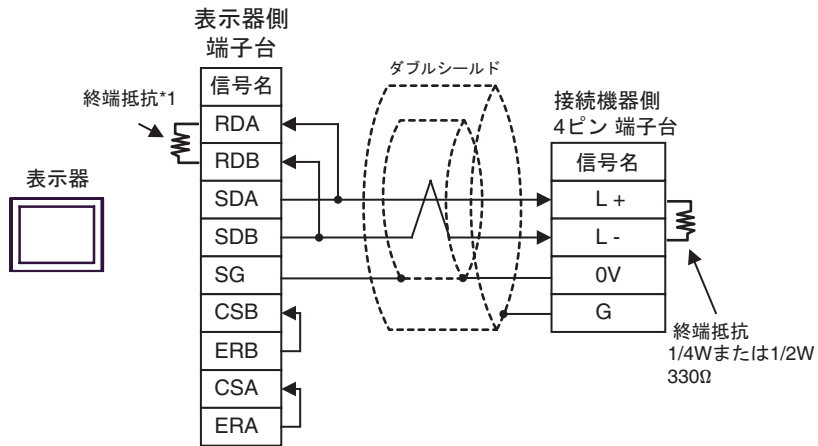 表示器側
端子台
信号名
RDA
RDB
SDA
SDB
SG
CSB
ERB
CSA
ERA
終端抵抗*1
表示器
ダブルシールド
接続機器側
4ピン 端子台
信号名
L +
L -
0V
G
終端抵抗
1/4Wまたは1/2W
330Ω